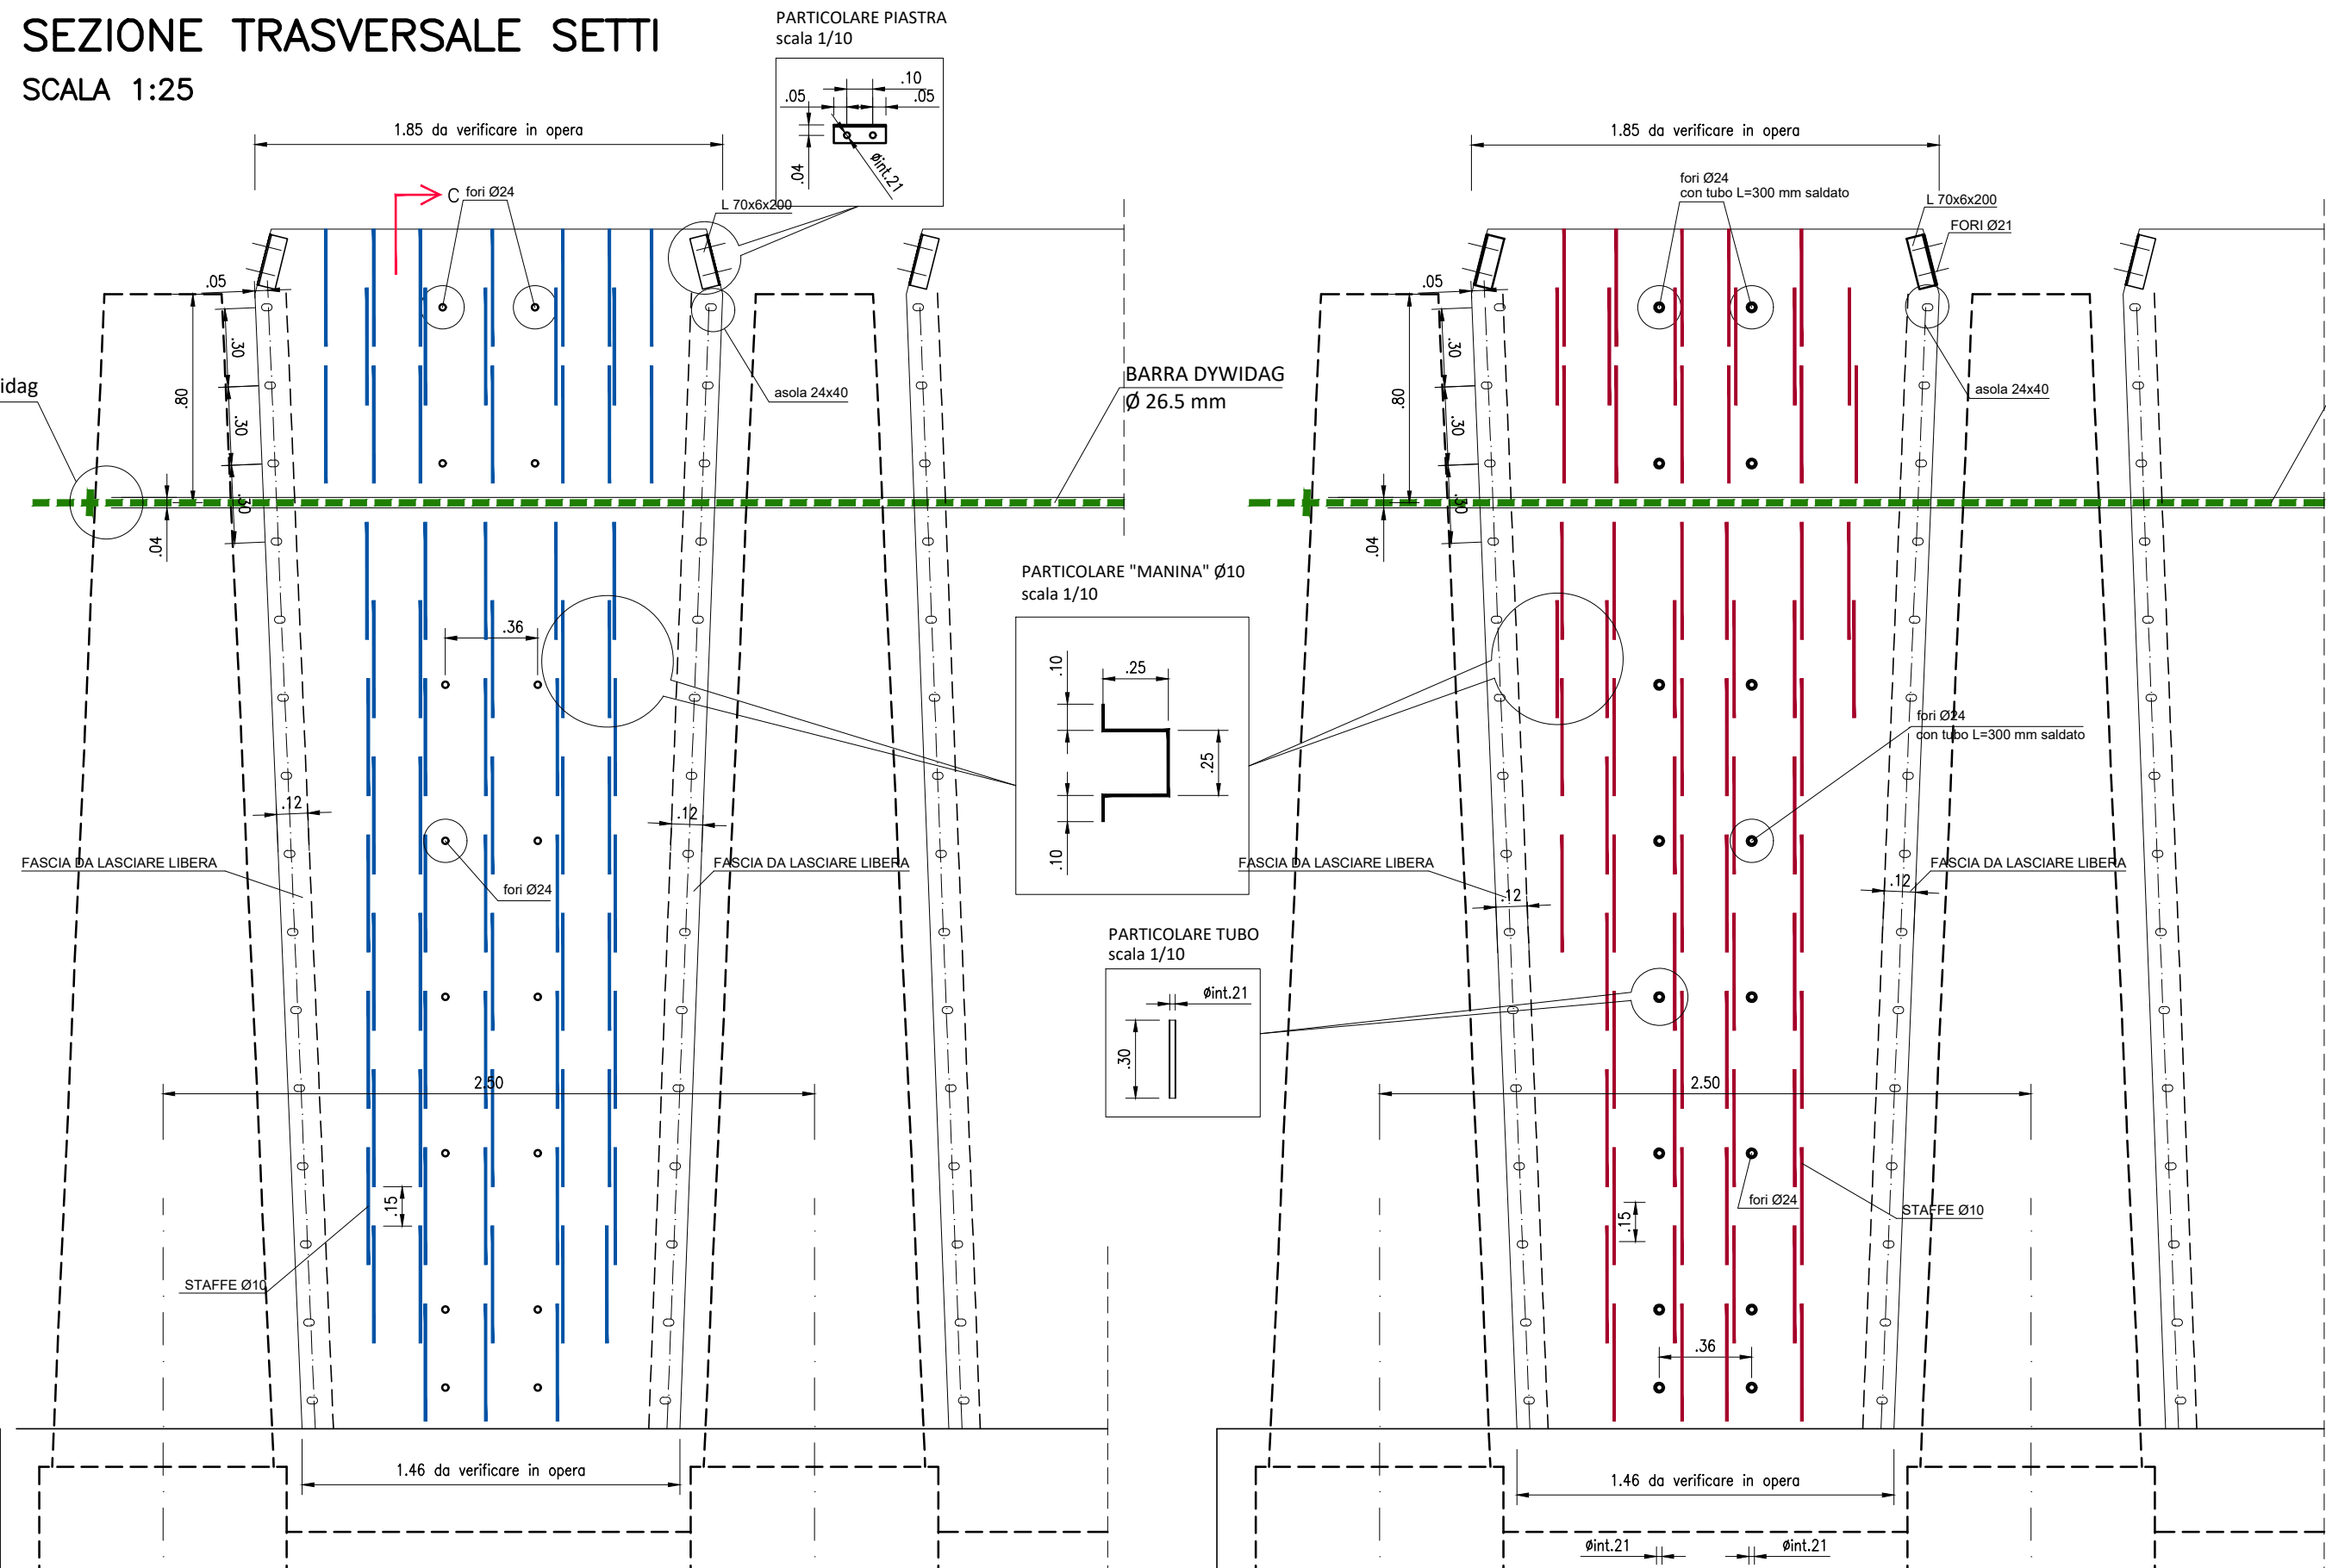 SEZIONE TRASVERSALE SETTI
SCALA 1:25
PARTICOLARE PIASTRA
scala 1/10
.10
.05
.05
.04
Øint.21
1.85 da verificare in opera
C
fori Ø24
L 70x6x200
.05
.30
.80
.30
.30
.04
idag
asola 24x40
BARRA DYWIDAG
Ø 26.5 mm
.36
.12
.12
FASCIA DA LASCIARE LIBERA
FASCIA DA LASCIARE LIBERA
fori Ø24
2.50
.15
STAFFE Ø10
1.46 da verificare in opera
PARTICOLARE "MANINA" Ø10
scala 1/10
.10
.25
.25
.10
PARTICOLARE TUBO
scala 1/10
Øint.21
.30
1.85 da verificare in opera
fori Ø24
con tubo L=300 mm saldato
L 70x6x200
FORI Ø21
.05
.30
.80
.30
.30
.04
asola 24x40
fori Ø24
con tubo L=300 mm saldato
FASCIA DA LASCIARE LIBERA
FASCIA DA LASCIARE LIBERA
.12
.12
2.50
fori Ø24
.15
STAFFE Ø10
.36
1.46 da verificare in opera
Øint.21
Øint.21